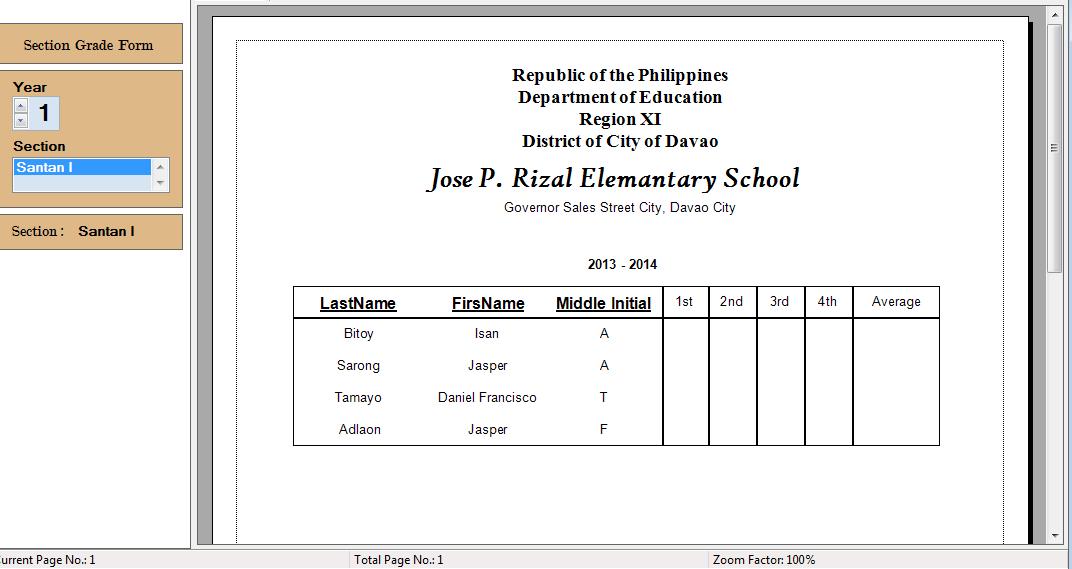 Section Grade Form
Year
1
Section
Santan I
Section : Santan I
Republic of the Philippines
Department of Education
Region XI
District of City of Davao
Jose P. Rizal Elemantary School
Governor Sales Street City, Davao City
2013 - 2014
LastName FirsName Middle Initial 1st 2nd 3rd 4th Average
Bitoy Isan A
Sarong Jasper A
Tamayo Daniel Francisco T
Adlaon Jasper F
urrent Page No.: 1 Total Page No.: 1 Zoom Factor: 100%